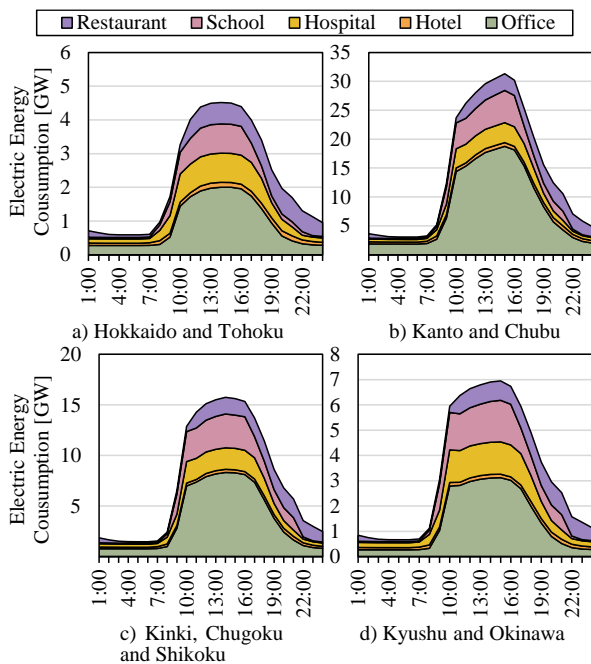 Restaurant School Hospital Hotel Office
Electric Energy
Cousumption [GW]
6
5
4
3
2
1
0
1:00 4:00 7:00 10:00 13:00 16:00 19:00 22:00
a) Hokkaido and Tohoku
35
30
25
20
15
10
5
1:00 4:00 7:00 10:00 13:00 16:00 19:00 22:00
b) Kanto and Chubu
Electric Energy
Cousumption [GW]
20
15
10
5
1:00 4:00 7:00 10:00 13:00 16:00 19:00 22:00
c) Kinki, Chugoku
and Shikoku
8
7
6
5
4
3
2
1
0
1:00 4:00 7:00 10:00 13:00 16:00 19:00 22:00
d) Kyushu and Okinawa